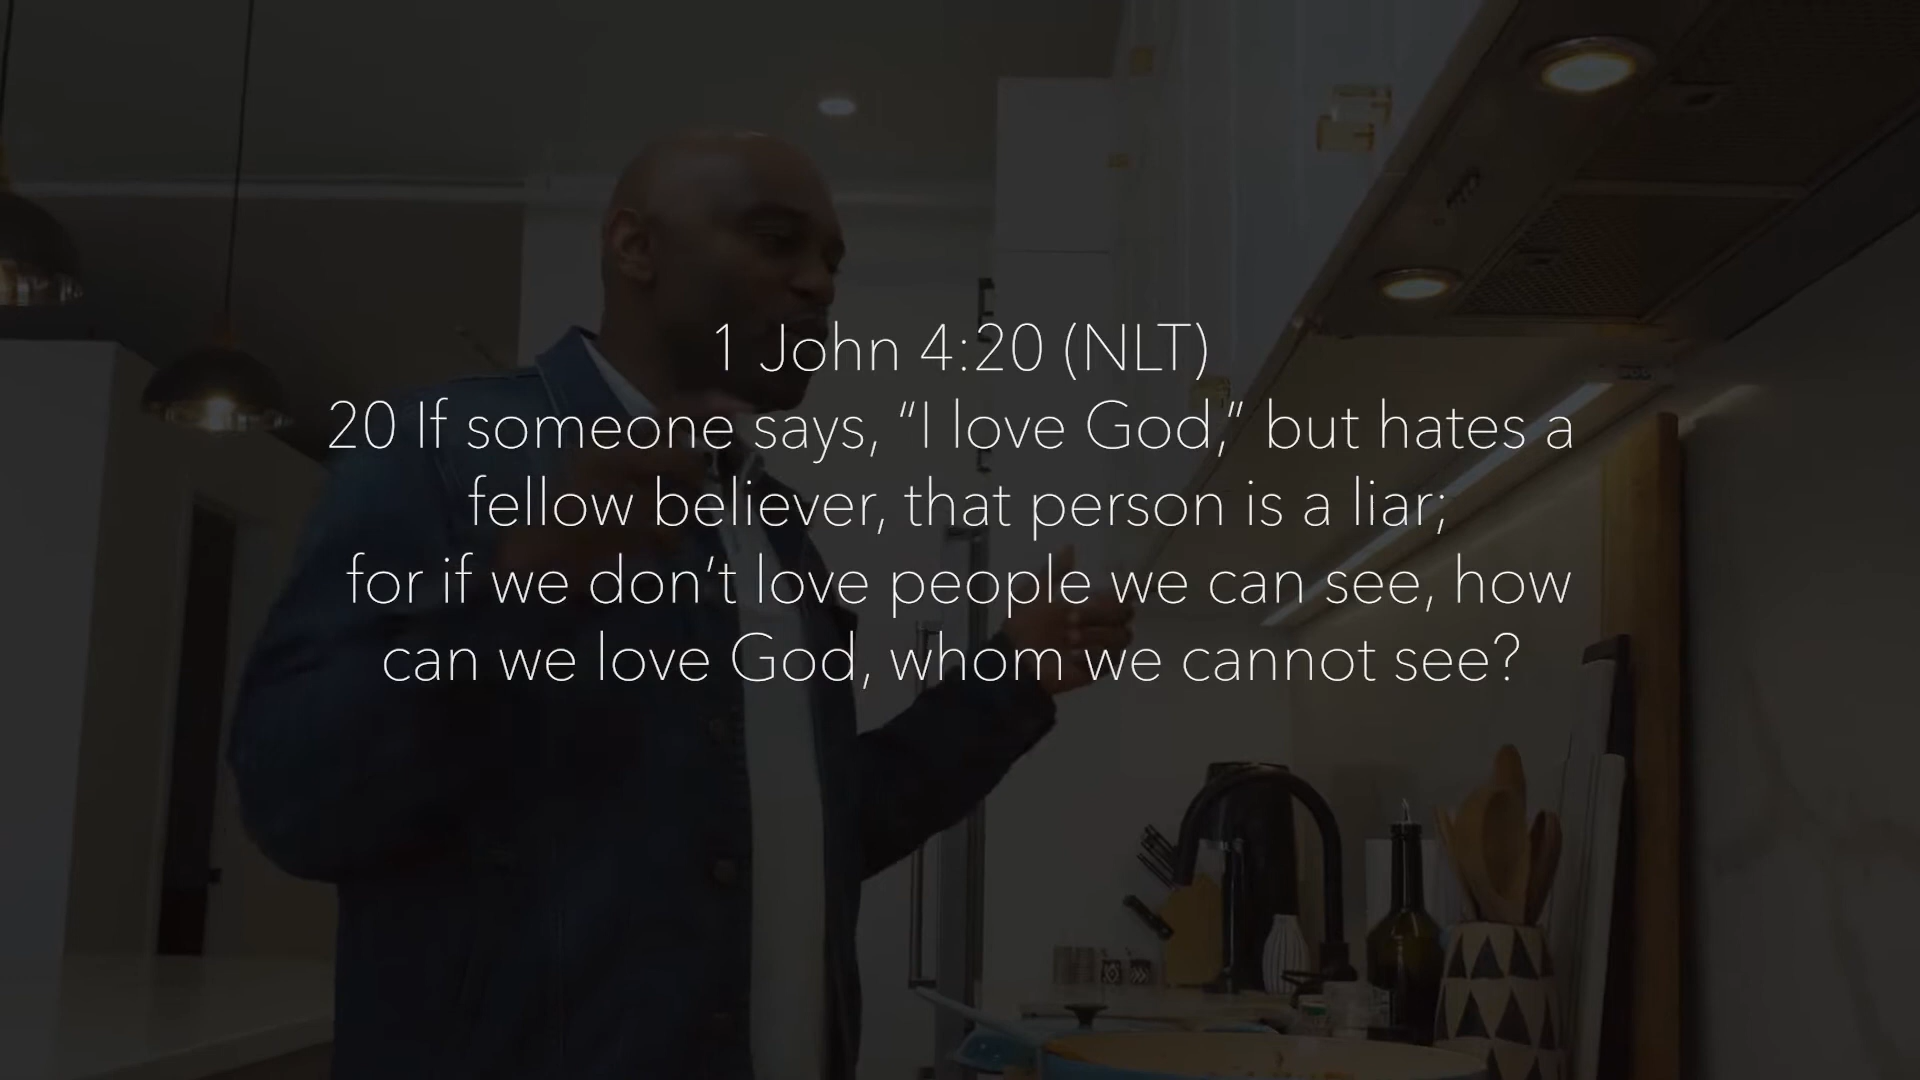 1 John 4:20 (NLT)
20 If someone says, “I love God,” but hates a
fellow believer, that person is a liar;
for if we don’t love people we can see, how
can we love God, whom we cannot see?